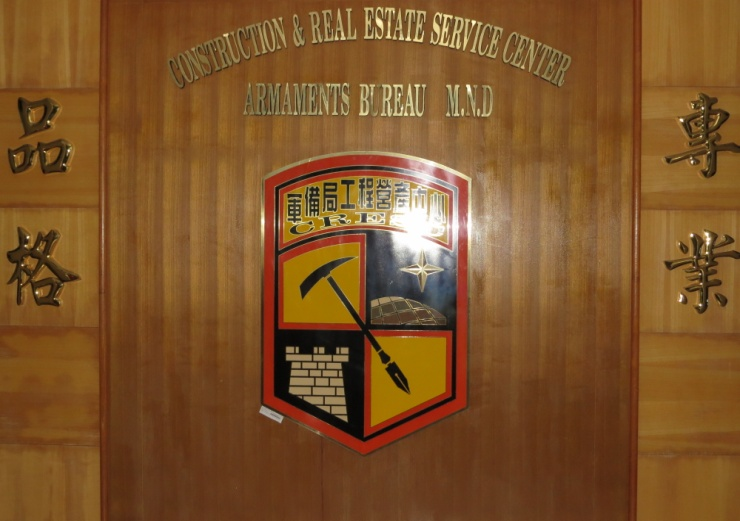 CONSTRUCTION & REAL ESTATE SERVICE CENTER
ARMAMENTS BUREAU M.N.D
專業
品格
軍備局工程營產中心